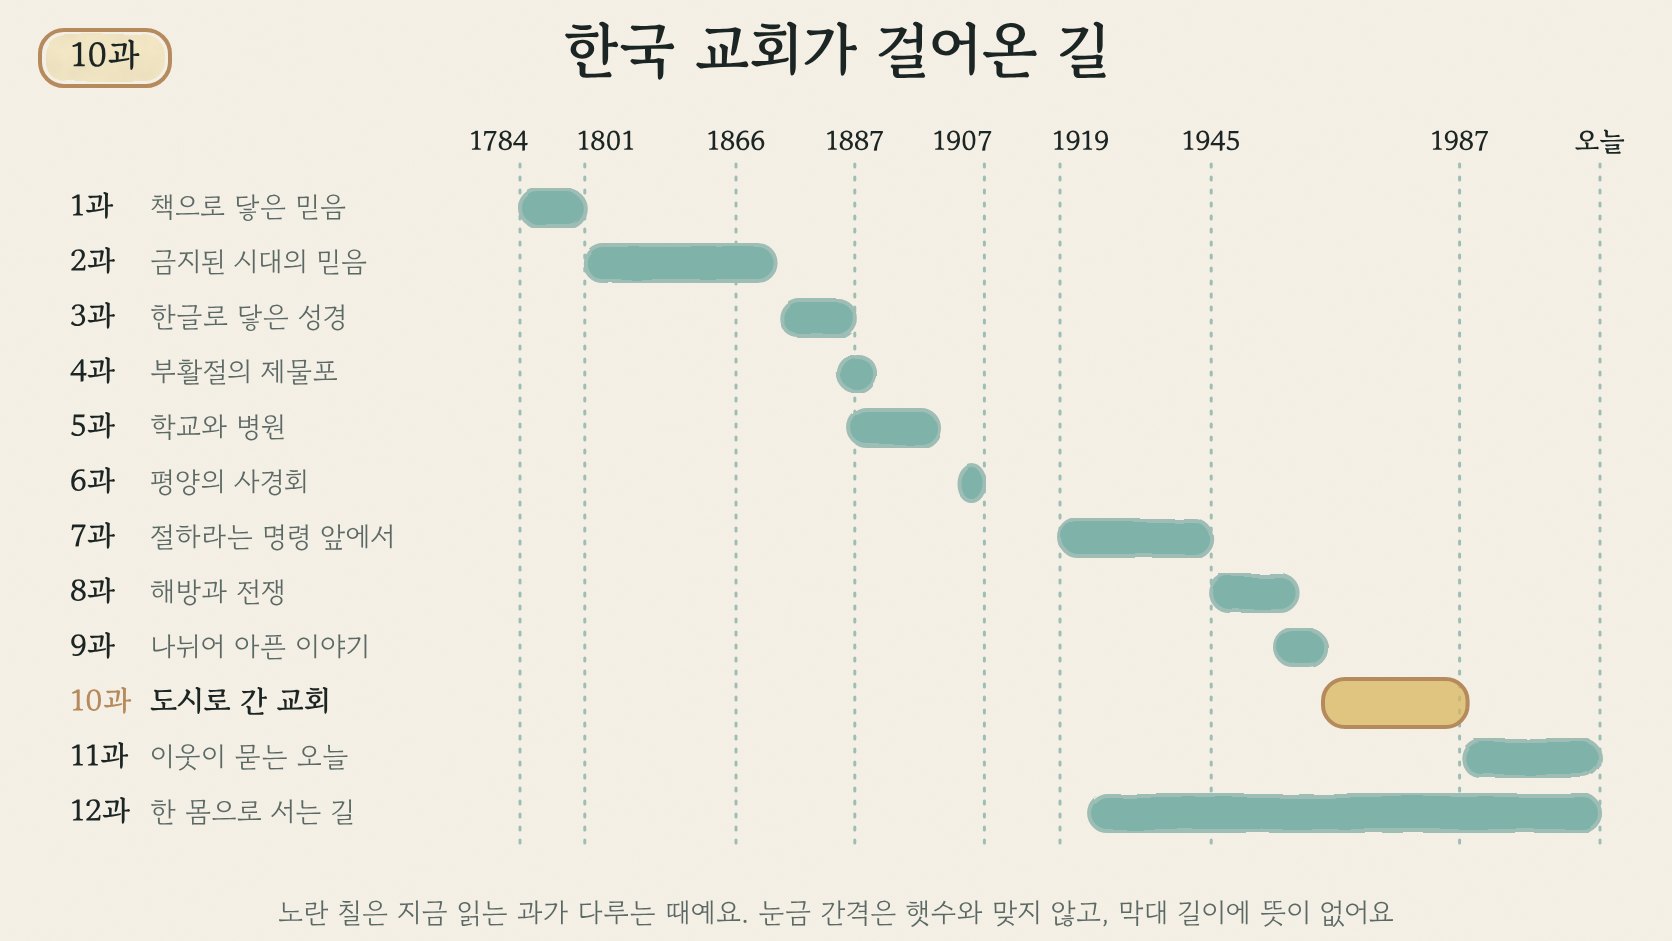 10과
한국 교회가 걸어온 길
1784 1801 1866 1887 1907 1919 1945 1987 오늘
1과 책으로 닿은 믿음
2과 금지된 시대의 믿음
3과 한글로 닿은 성경
4과 부활절의 제물포
5과 학교와 병원
6과 평양의 사경회
7과 절하라는 명령 앞에서
8과 해방과 전쟁
9과 나뉘어 아픈 이야기
10과 도시로 간 교회
11과 이웃이 묻는 오늘
12과 한 몸으로 서는 길
노란 칠은 지금 읽는 과가 다루는 때예요. 눈금 간격은 햇수와 맞지 않고, 막대 길이에 뜻이 없어요